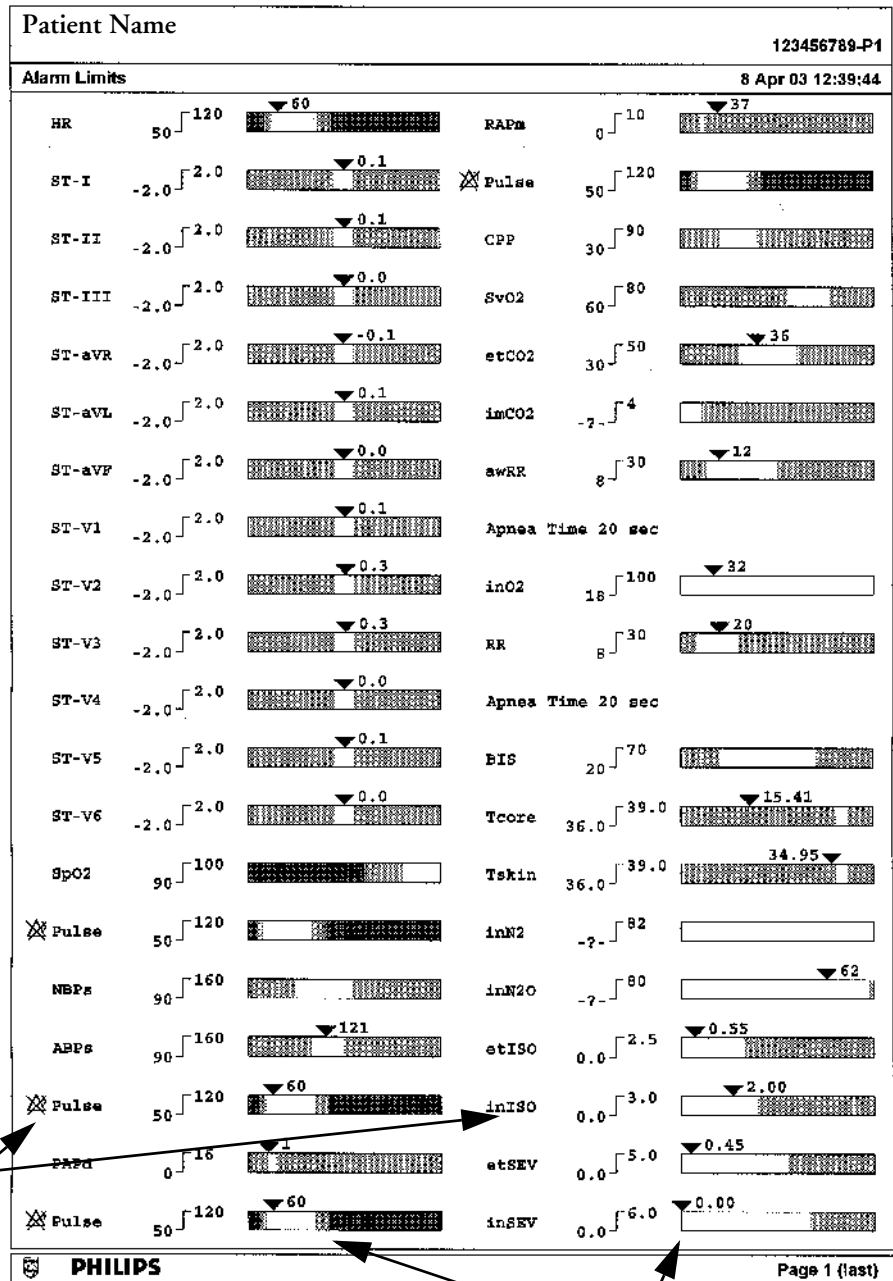 Patient Name
123456789-P1
Alarm Limits 8 Apr 03 12:39;44
HR 50 120 60
ST-I -2.0 2.0 0.1
ST-II -2.0 2.0 0.1
ST-III -2.0 2.0 0.0
ST-aVR -2.0 2.0 -0.1
ST-aVL -2.0 2.0 0.1
ST-aVF -2.0 2.0 0.0
ST-V1 -2.0 2.0 0.1
ST-V2 -2.0 2.0 0.3
ST-V3 -2.0 2.0 0.3
ST-V4 -2.0 2.0 0.0
ST-V5 -2.0 2.0 0.1
ST-V6 -2.0 2.0 0.0
SpO2 90 100
Pulse 50 120
NBPs 90 160
ABPs 90 160 121
Pulse 50 120 60
PAPd 0 16 1
Pulse 50 120 60
RAPm 0 10 37
Pulse 50 120
CPP 30 90
SvO2 60 80
etCO2 30 50 36
imCO2 -?- 4
awRR 8 30 12
Apnea Time 20 sec
inO2 18 100 32
RR 8 30 20
Apnea Time 20 sec
BIS 20 70
Tcore 36.0 39.0 15.41
Tskin 36.0 39.0 34.95
inN2 -?- 82
inN2O -?- 80 62
etISO 0.0 2.5 0.55
inISO 0.0 3.0 2.00
etSEV 0.0 5.0 0.45
inSEV 0.0 6.0 0.00
PHILIPS Page 1 (last)